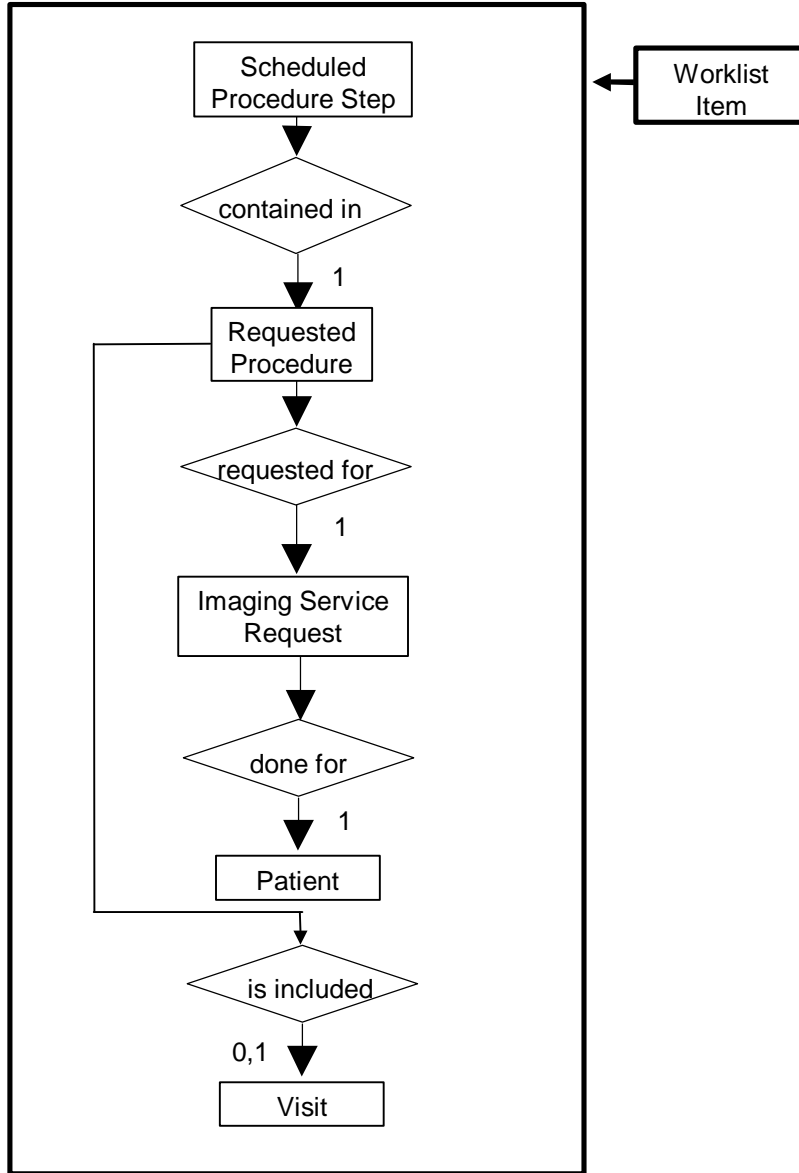 Scheduled
Procedure Step
Worklist
Item
contained in
1
Requested
Procedure
requested for
1
Imaging Service
Request
done for
1
Patient
is included
0,1
Visit